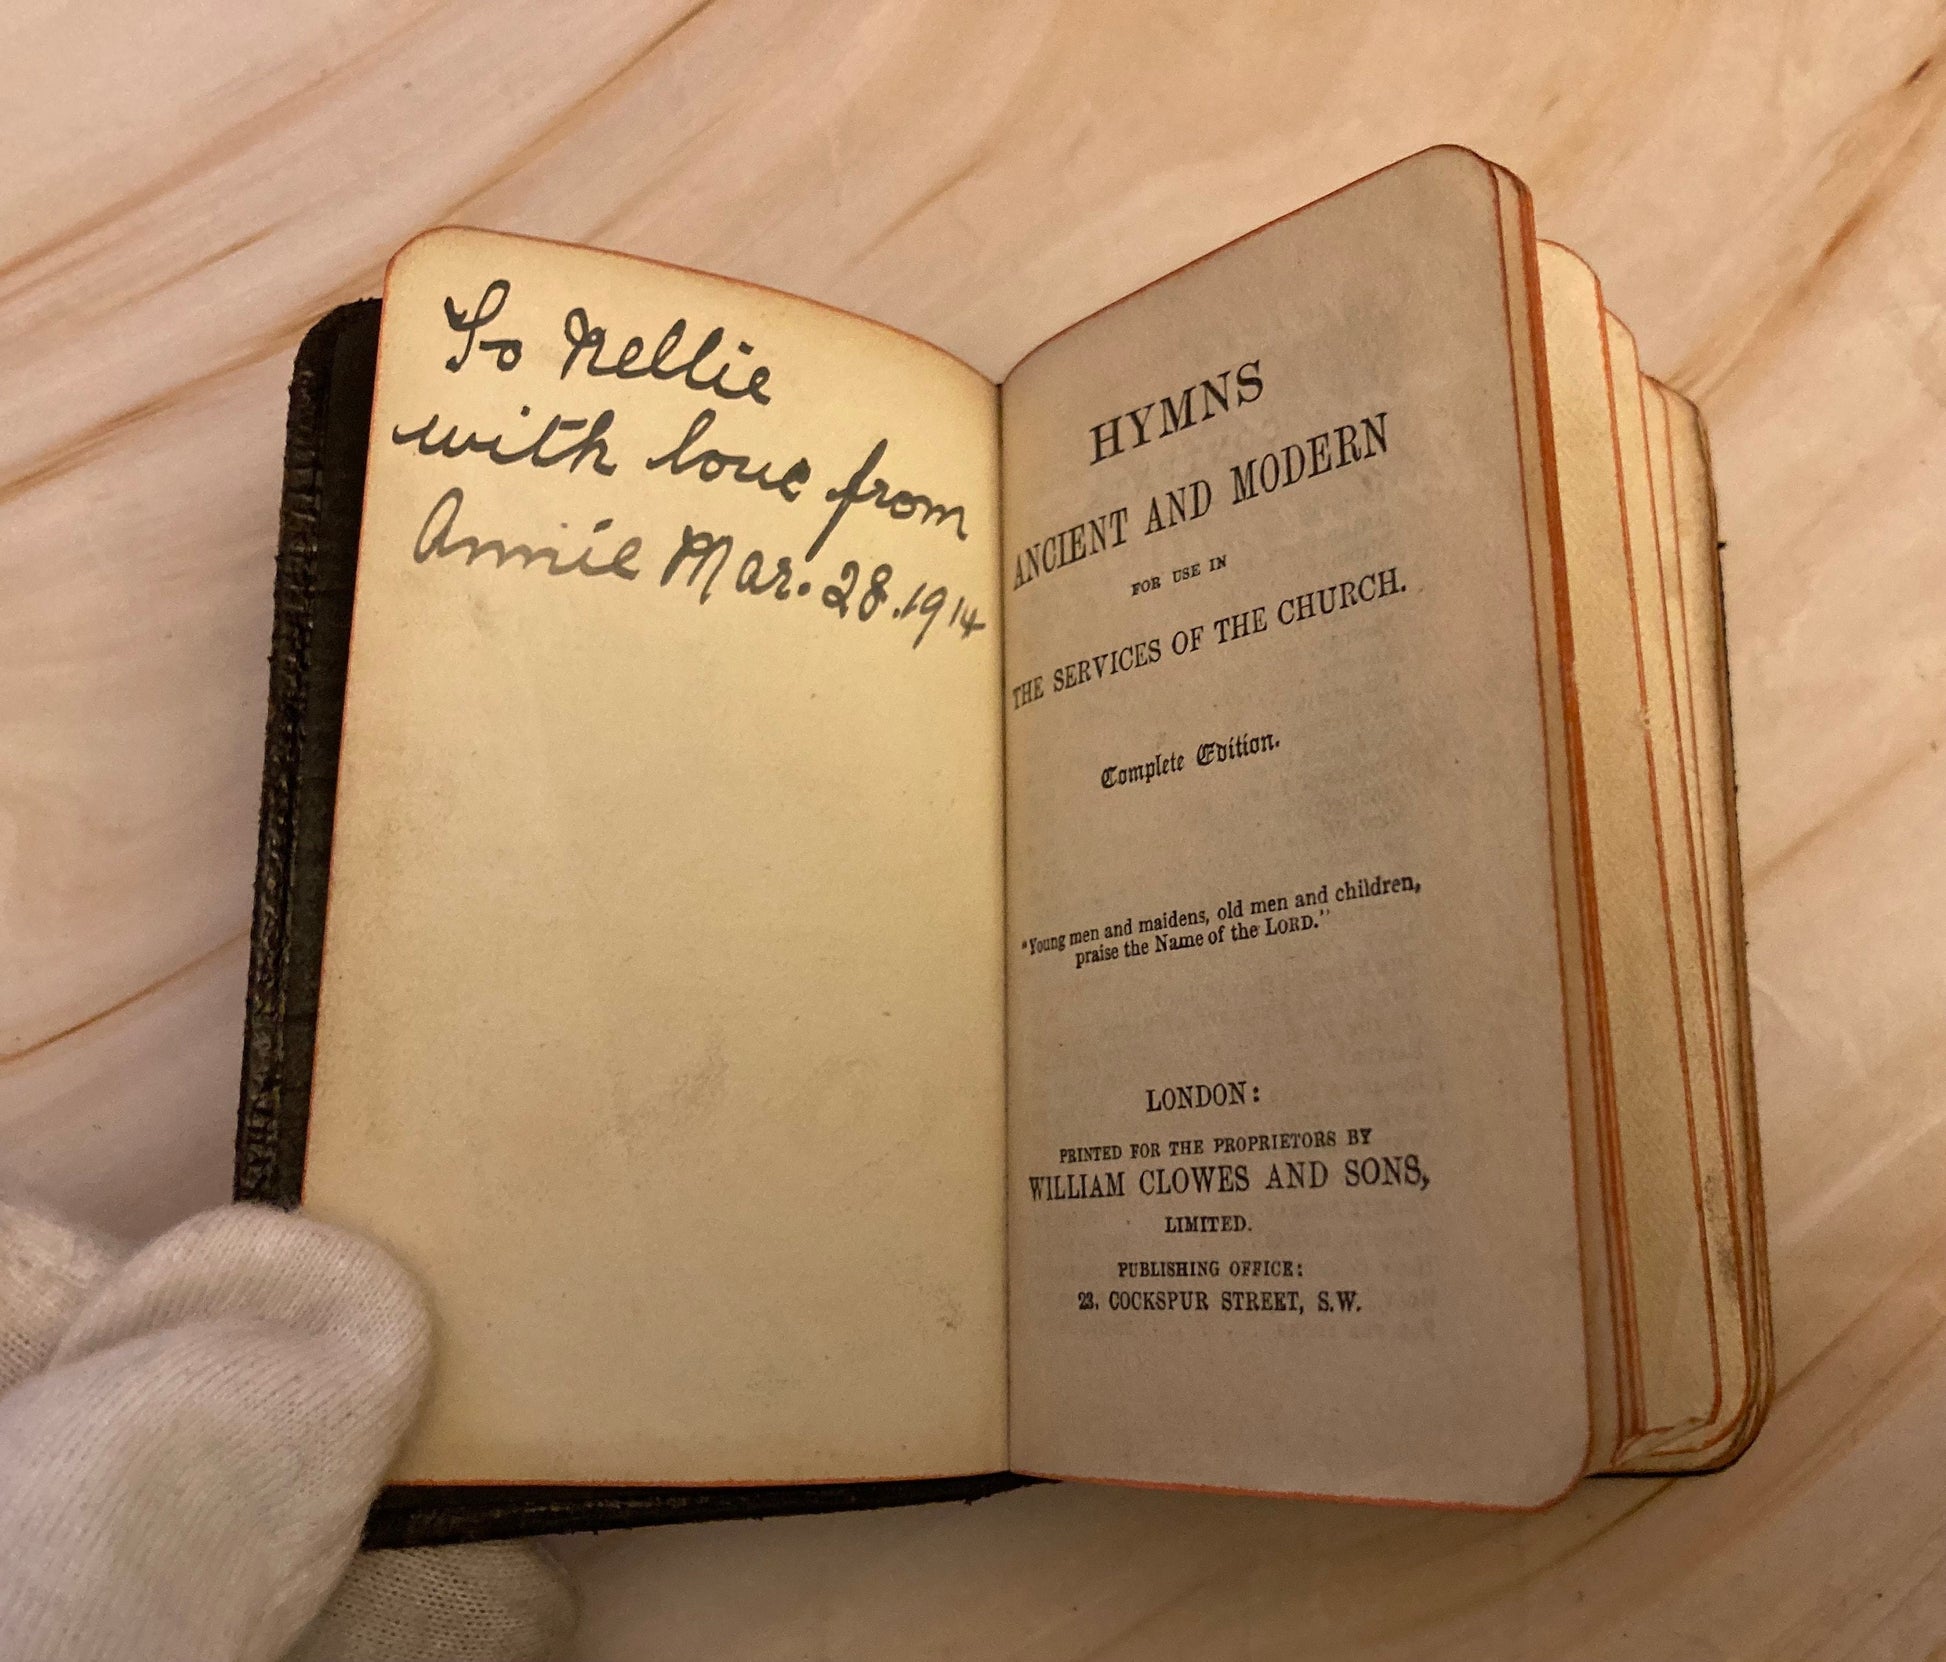 To Nellie
with love from
Annie Mar. 28. 1914
HYMNS
ANCIENT AND MODERN
FOR USE IN
THE SERVICES OF THE CHURCH.
Complete Edition.
"Young men and maidens, old men and children,
praise the Name of the LORD."
LONDON:
PRINTED FOR THE PROPRIETORS BY
WILLIAM CLOWES AND SONS,
LIMITED.
PUBLISHING OFFICE:
23, COCKSPUR STREET, S.W.